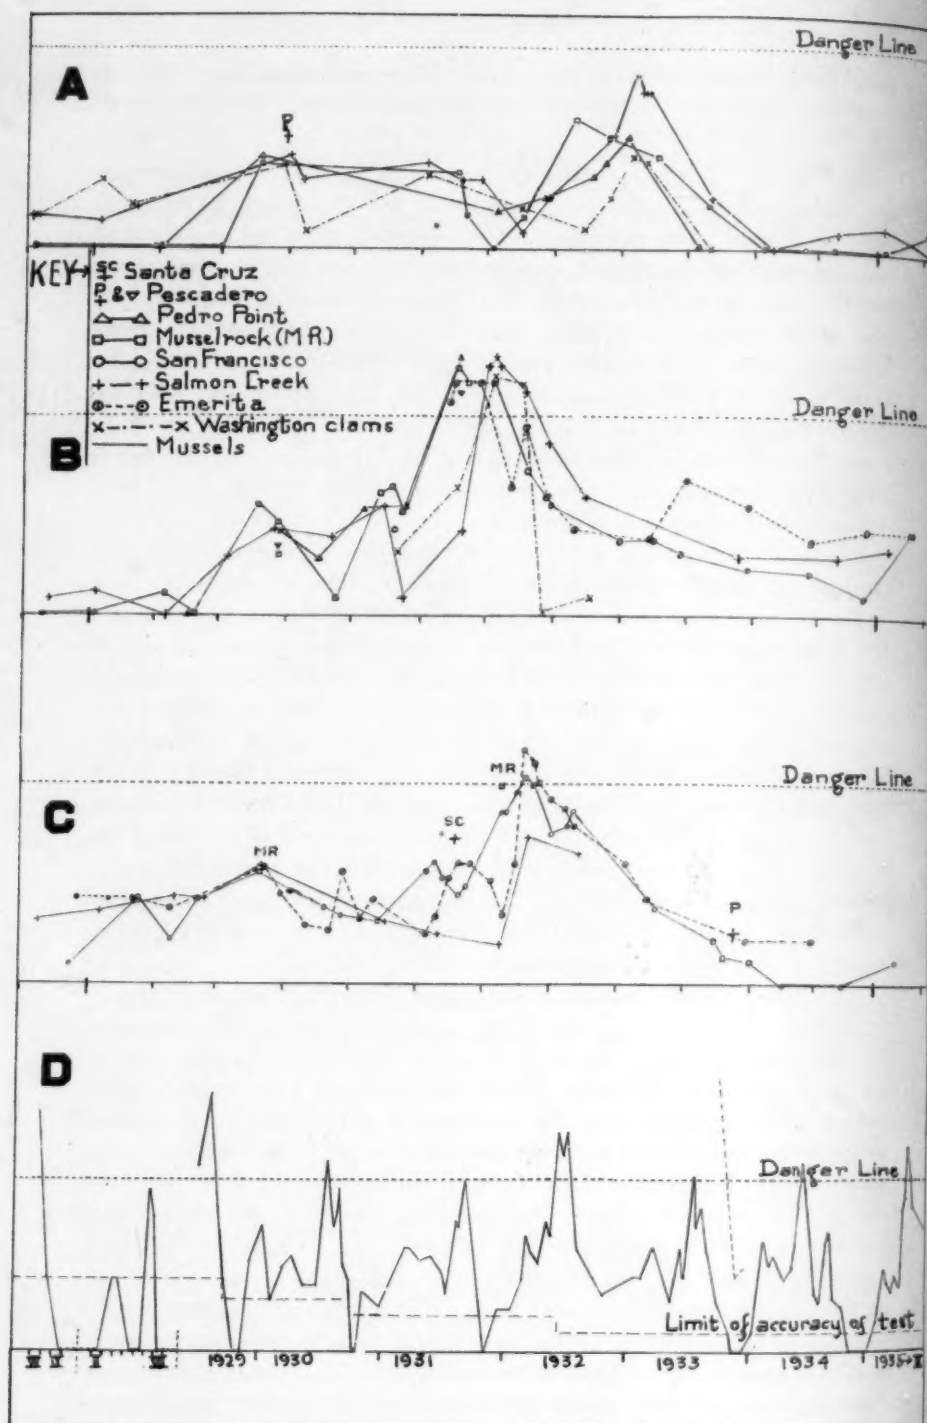 Danger Line
A
P
KEY→ SC Santa Cruz
P & Pescadero
Pedro Point
Musselrock (M R.)
San Francisco
Salmon Creek
Emerita
Washington clams
Mussels
Danger Line
B
Danger Line
MR
C
SC
MR
P
D
Danger Line
Limit of accuracy of test
1929 1930 1931 1932 1933 1934